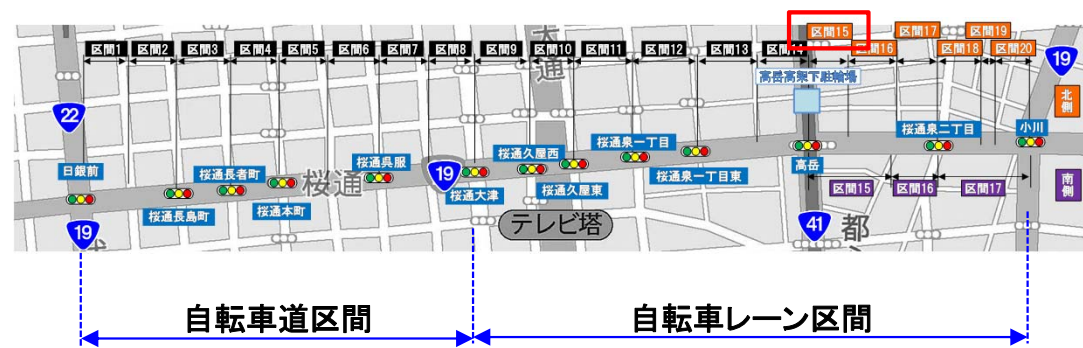 区間1 区間2 区間3 区間4 区間5 区間6 区間7 区間8 区間9 区間10 区間11 区間12 区間13 区間15 区間17 区間19
区間16 区間18 区間20
大
通
高岳高架下駐輪場
19
22
北側
日銀前
桜通長者町
桜通呉服
19
桜通久屋西
桜通泉一丁目
桜通泉二丁目
小川
桜通
桜通長島町
桜通本町
桜通大津
桜通久屋東
桜通泉一丁目東
高岳
区間15 区間16 区間17
南側
テレビ塔
19
41
都
自転車道区間
自転車レーン区間